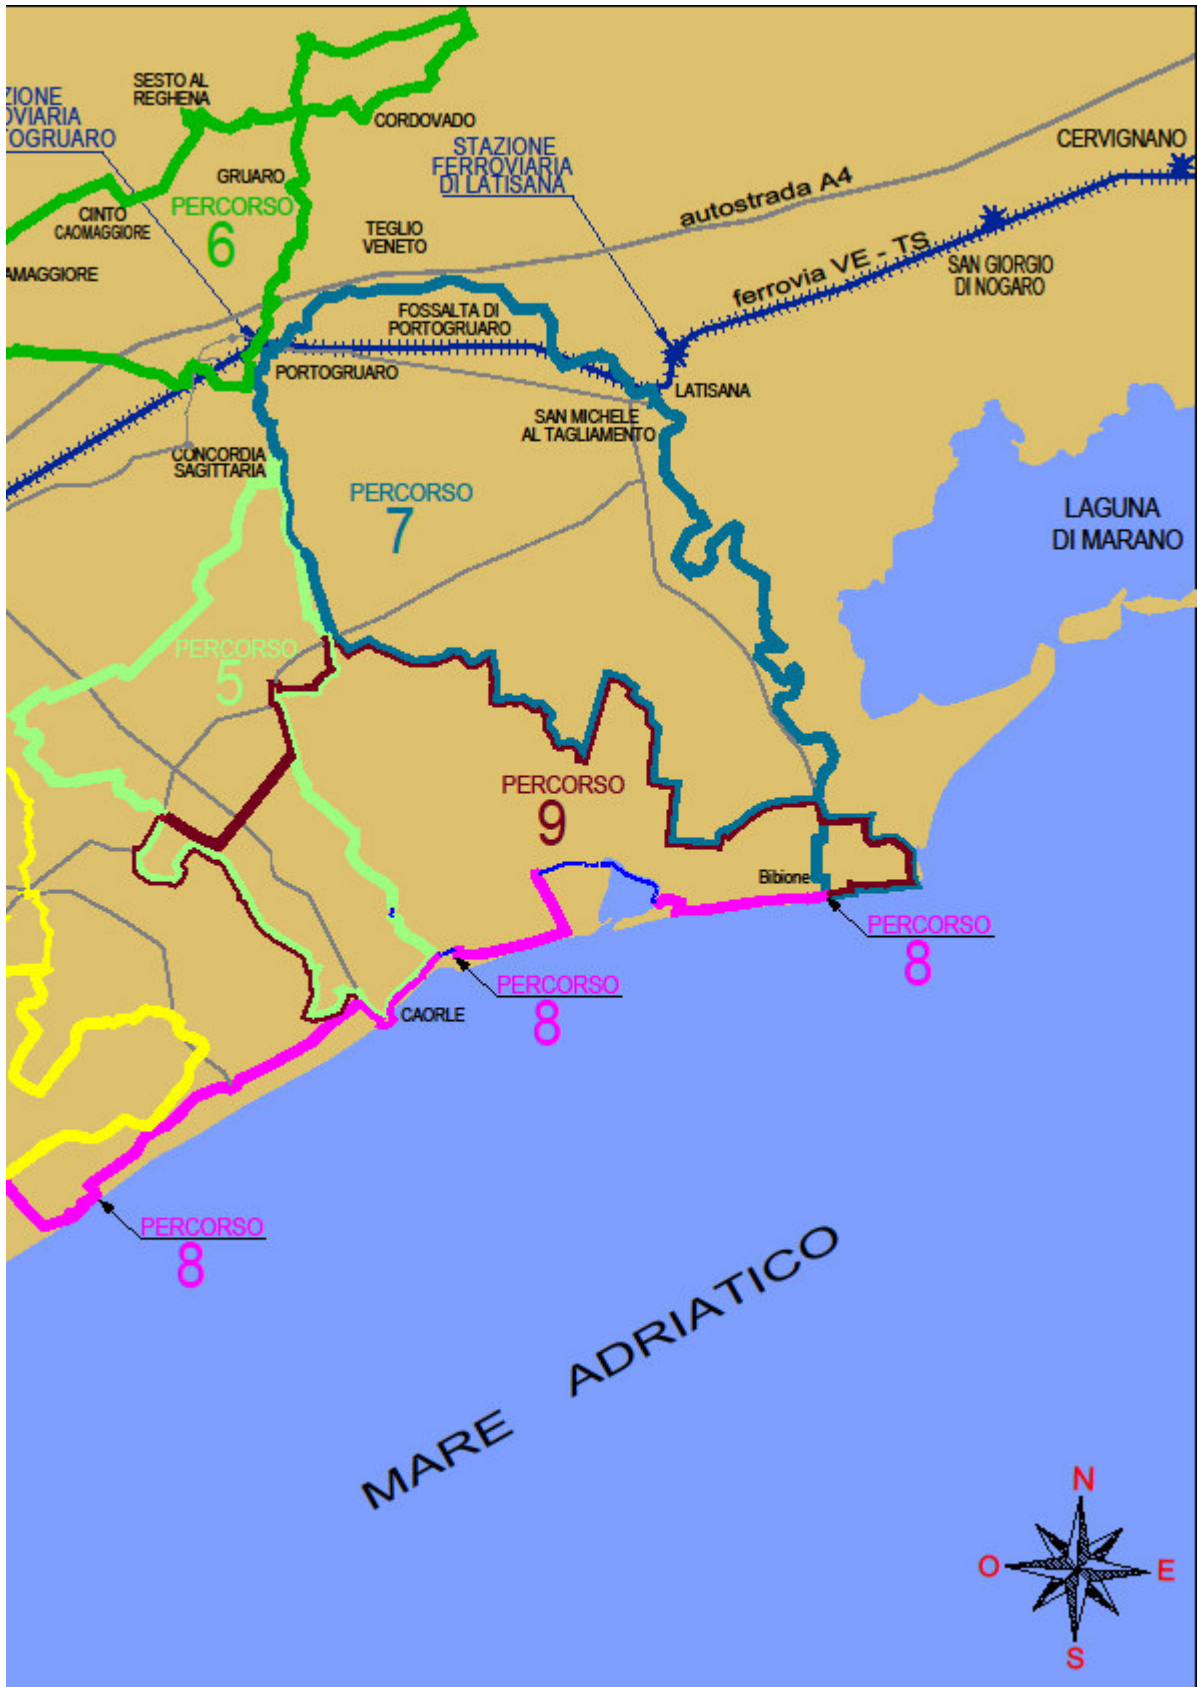 SESTO AL
REGHENA
ZIONE
OVIARIA
OGRUARO
CORDOVADO
STAZIONE
FERROVIARIA
DI LATISANA
CERVIGNANO
GRUARO
PERCORSO
6
CINTO
CAOMAGGIORE
autostrada A4
TEGLIO
VENETO
AMAGGIORE
ferrovia VE - TS
SAN GIORGIO
DI NOGARO
FOSSALTA DI
PORTOGRUARO
PORTOGRUARO
LATISANA
SAN MICHELE
AL TAGLIAMENTO
CONCORDIA
SAGITTARIA
PERCORSO
7
LAGUNA
DI MARANO
PERCORSO
5
PERCORSO
9
Bibione
PERCORSO
8
PERCORSO
8
CAORLE
PERCORSO
8
MARE ADRIATICO
N
O
E
S